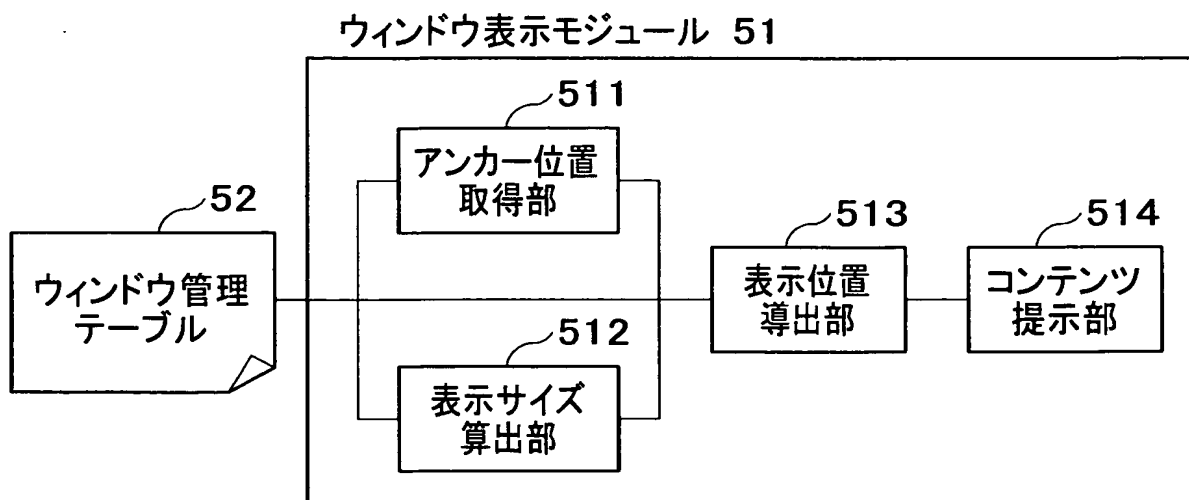 ウィンドウ表示モジュール 51
511
アンカー位置
取得部
52
ウィンドウ管理
テーブル
513
表示位置
導出部
514
コンテンツ
提示部
512
表示サイズ
算出部